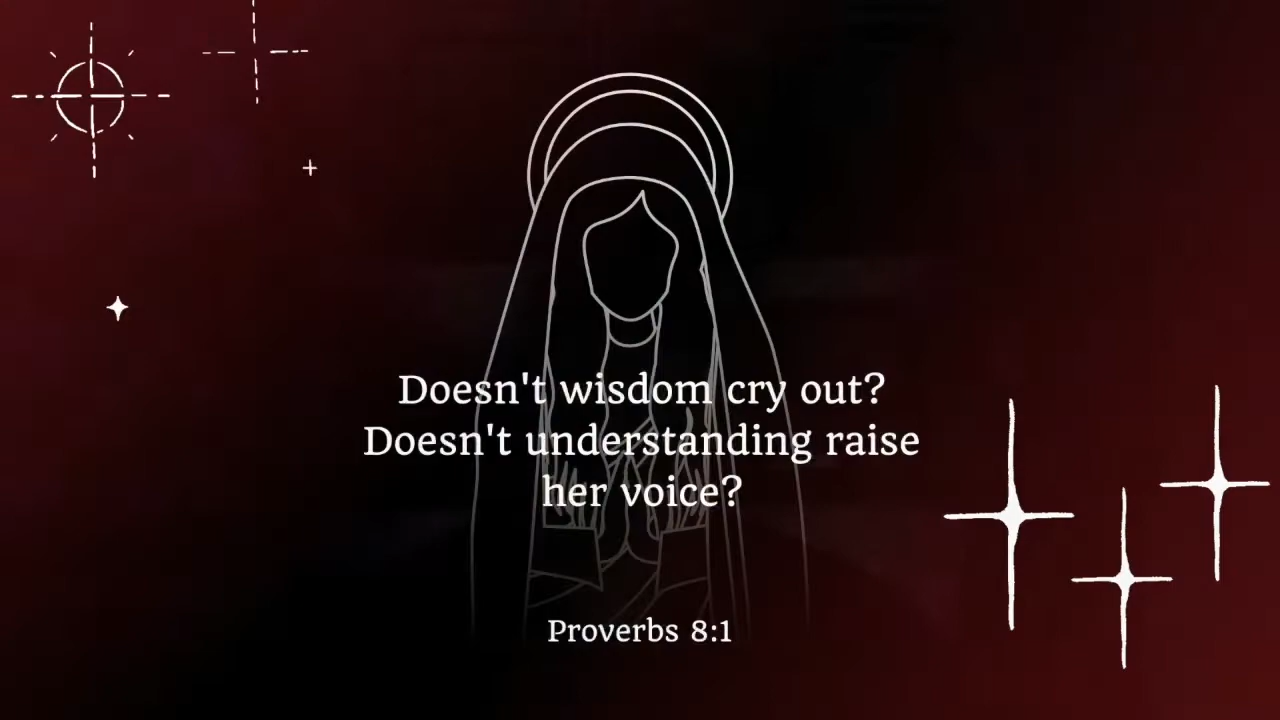 Doesn't wisdom cry out?
Doesn't understanding raise
her voice?
Proverbs 8:1